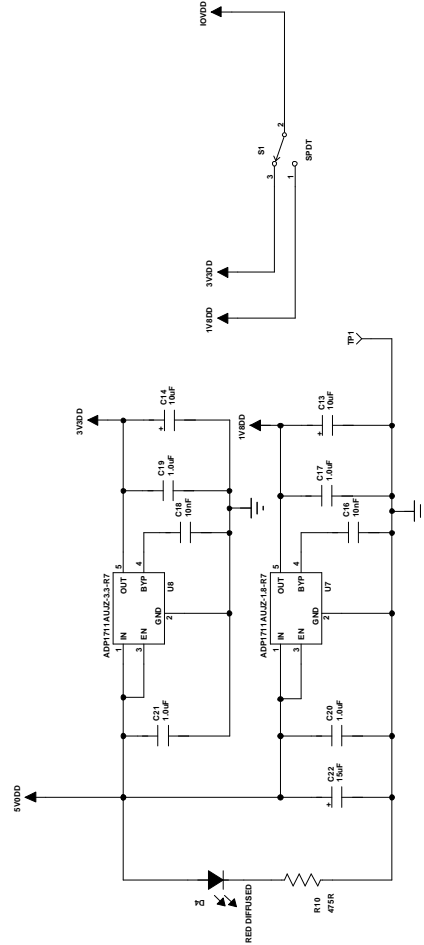 5V0DD
D4
RED DIFFUSED
R10
475R
C22
15uF
C21
1.0uF
C20
1.0uF
ADP1711AUJZ-3.3-R7
1
IN
OUT
5
3
EN
BYP
4
GND
2
U8
C18
10nF
C19
1.0uF
C14
10uF
+
3V3DD
ADP1711AUJZ-1.8-R7
1
IN
OUT
5
3
EN
BYP
4
GND
2
U7
C16
10nF
C17
1.0uF
C13
10uF
+
1V8DD
+
TP1
3V3DD
1V8DD
S1
3
2
1
SPDT
IOVDD